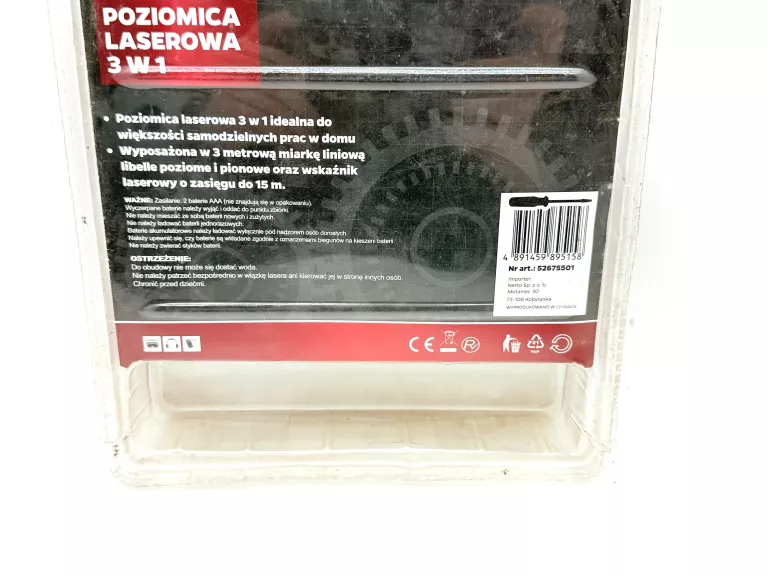 POZIOMICA
LASEROWA
3 W 1
• Poziomica laserowa 3 w 1 idealna do
większości samodzielnych prac w domu
• Wyposażona w 3 metrową miarkę liniową
libelle poziome i pionowe oraz wskaźnik
laserowy o zasięgu do 15 m.
WAŻNE: Zasilanie: 2 baterie AAA (nie znajdują się w opakowaniu).
Wyczerpane baterie należy wyjąć i oddać do punktu zbiórki.
Nie należy mieszać ze sobą baterii nowych i zużytych.
Nie należy ładować baterii jednorazowych.
Baterie akumulatorowe należy ładować wyłącznie pod nadzorem osób dorosłych.
Należy upewnić się, czy baterie są wkładane zgodnie z oznaczeniami biegunów na kieszeni baterii.
Nie należy zwierać styków baterii.
OSTRZEŻENIE:
Do obudowy nie może się dostać woda.
Nie należy patrzeć bezpośrednio w wiązkę lasera ani kierować jej w stronę innych osób.
Chronić przed dziećmi.
4 891459 895158
Nr art.: 52675501
Importer:
Netto Sp. z o. o.
Motaniec 30
73-108 Kobylanka
WYPRODUKOWANO W CHINACH
CE
R
PAP